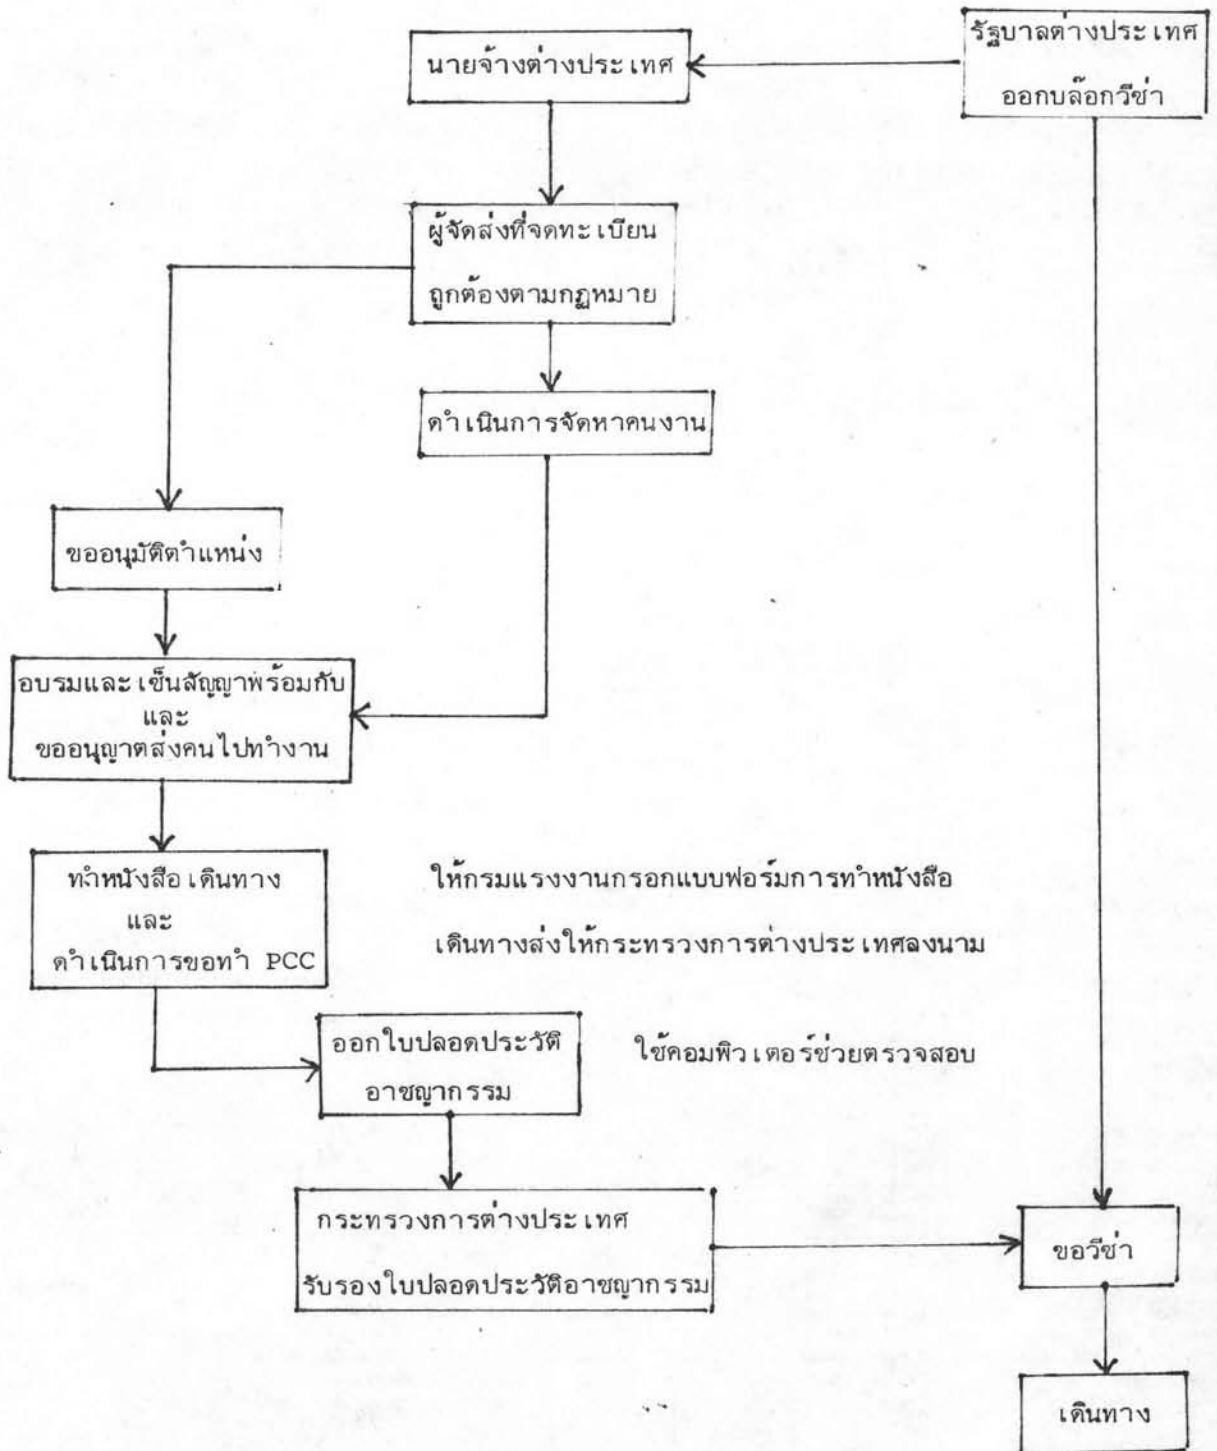 รัฐบาลต่างประเทศ
ออกบล๊อกวีซ่า
นายจ้างต่างประเทศ
ผู้จัดส่งที่จดทะเบียน
ถูกต้องตามกฏหมาย
ดำเนินการจัดหาคนงาน
ขออนุมัติตำแหน่ง
อบรมและเซ็นสัญญาพร้อมกับ
และ
ขออนุญาตส่งคนไปทำงาน
ทำหนังสือเดินทาง
และ
ดำเนินการขอทำ PCC
ให้กรมแรงงานกรอกแบบฟอร์มการทำหนังสือ
เดินทางส่งให้กระทรวงการต่างประเทศลงนาม
ออกใบปลอดประวัติ
อาชญากรรม
ใช้คอมพิวเตอร์ช่วยตรวจสอบ
กระทรวงการต่างประเทศ
รับรองใบปลอดประวัติอาชญากรรม
ขอวีซ่า
เดินทาง